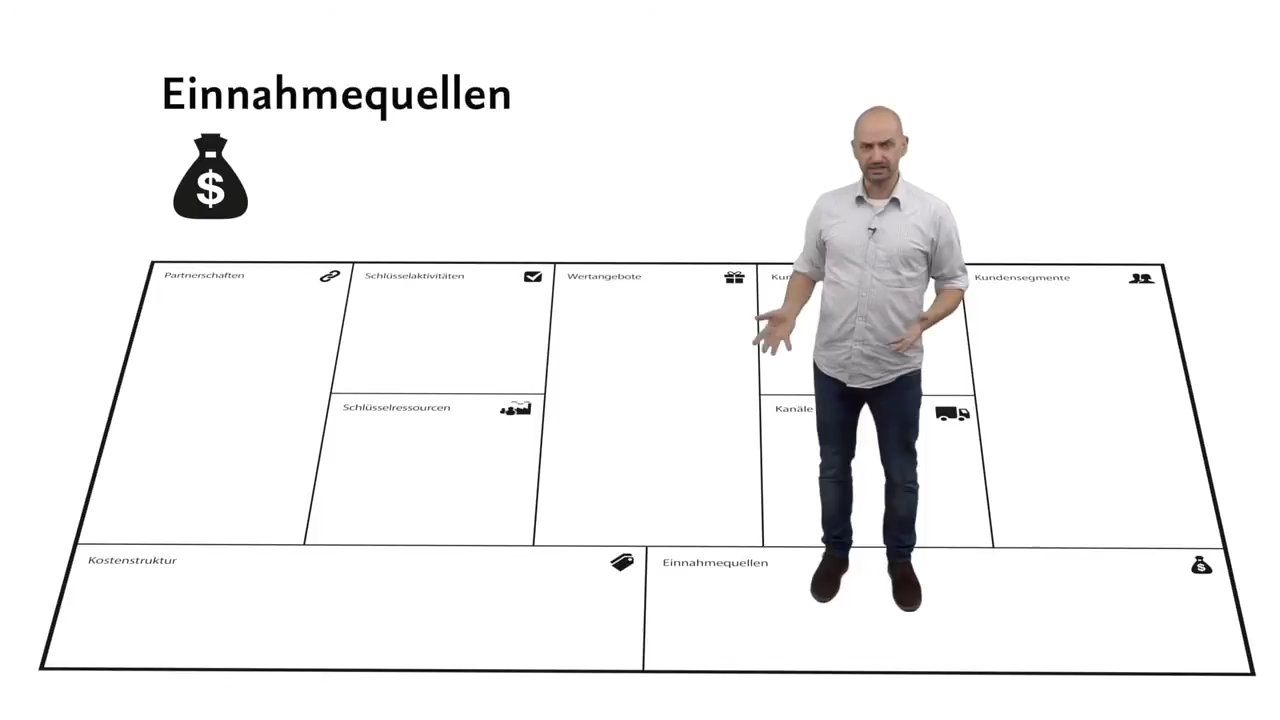 Einnahmequellen
$
Partnerschaften
Schlüsselaktivitäten
Wertangebote
Kundensegmente
Schlüsselressourcen
Kanäle
Kostenstruktur
Einnahmequellen
$